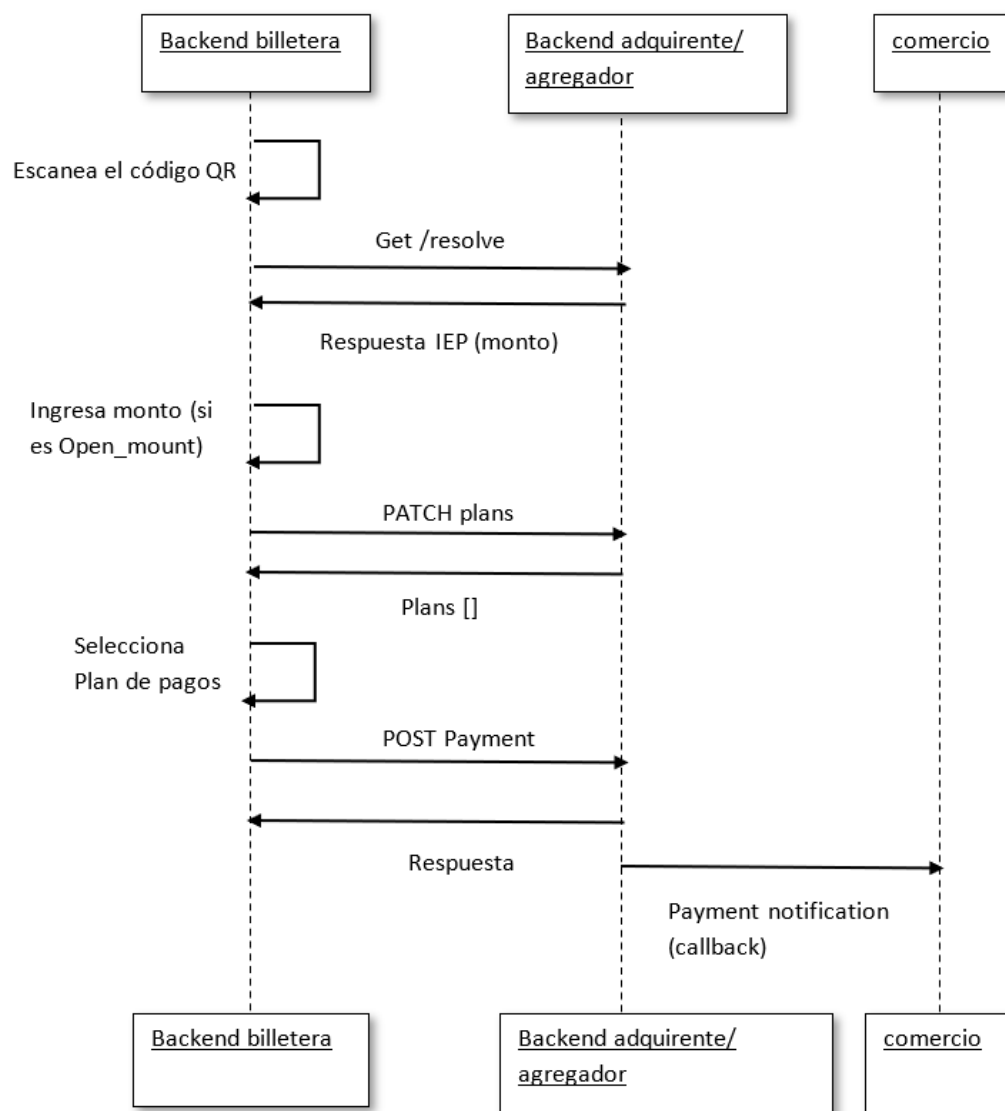 Backend billetera
Backend adquirente/
agregador
comercio
Escanea el código QR
Get /resolve
Respuesta IEP (monto)
Ingresa monto (si
es Open_mount)
PATCH plans
Plans []
Selecciona
Plan de pagos
POST Payment
Respuesta
Payment notification
(callback)
Backend billetera
Backend adquirente/
agregador
comercio